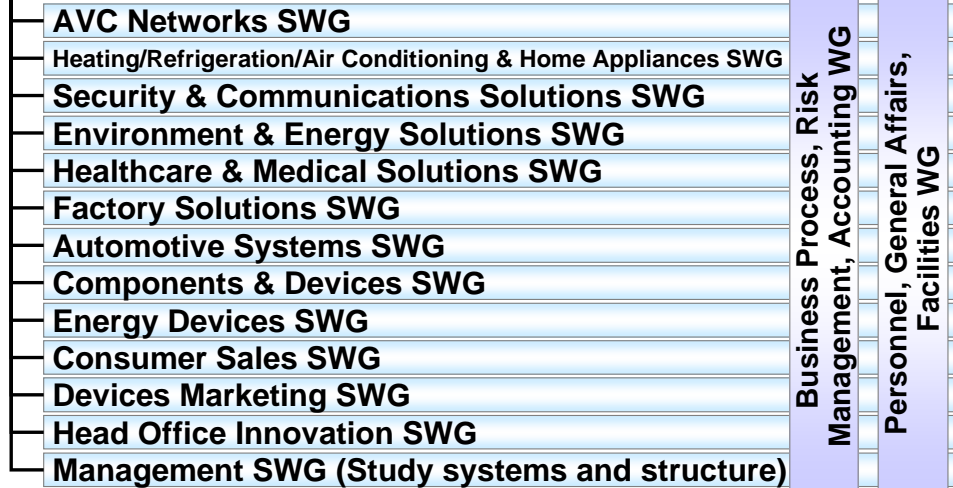 AVC Networks SWG
Heating/Refrigeration/Air Conditioning & Home Appliances SWG
Security & Communications Solutions SWG
Environment & Energy Solutions SWG
Healthcare & Medical Solutions SWG
Factory Solutions SWG
Automotive Systems SWG
Components & Devices SWG
Energy Devices SWG
Consumer Sales SWG
Devices Marketing SWG
Head Office Innovation SWG
Management SWG (Study systems and structure)
Business Process, Risk
Management, Accounting WG
Personnel, General Affairs,
Facilities WG